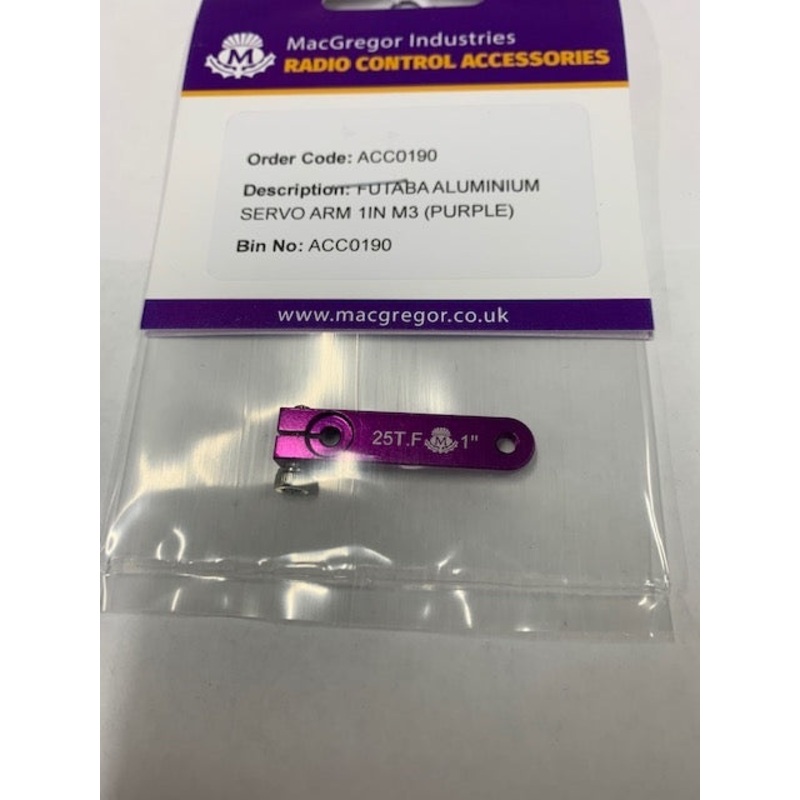 MacGregor Industries
RADIO CONTROL ACCESSORIES
M
Order Code: ACC0190
Description: FUTABA ALUMINIUM
SERVO ARM 1IN M3 (PURPLE)
Bin No: ACC0190
www.macgregor.co.uk
25T.F M 1"